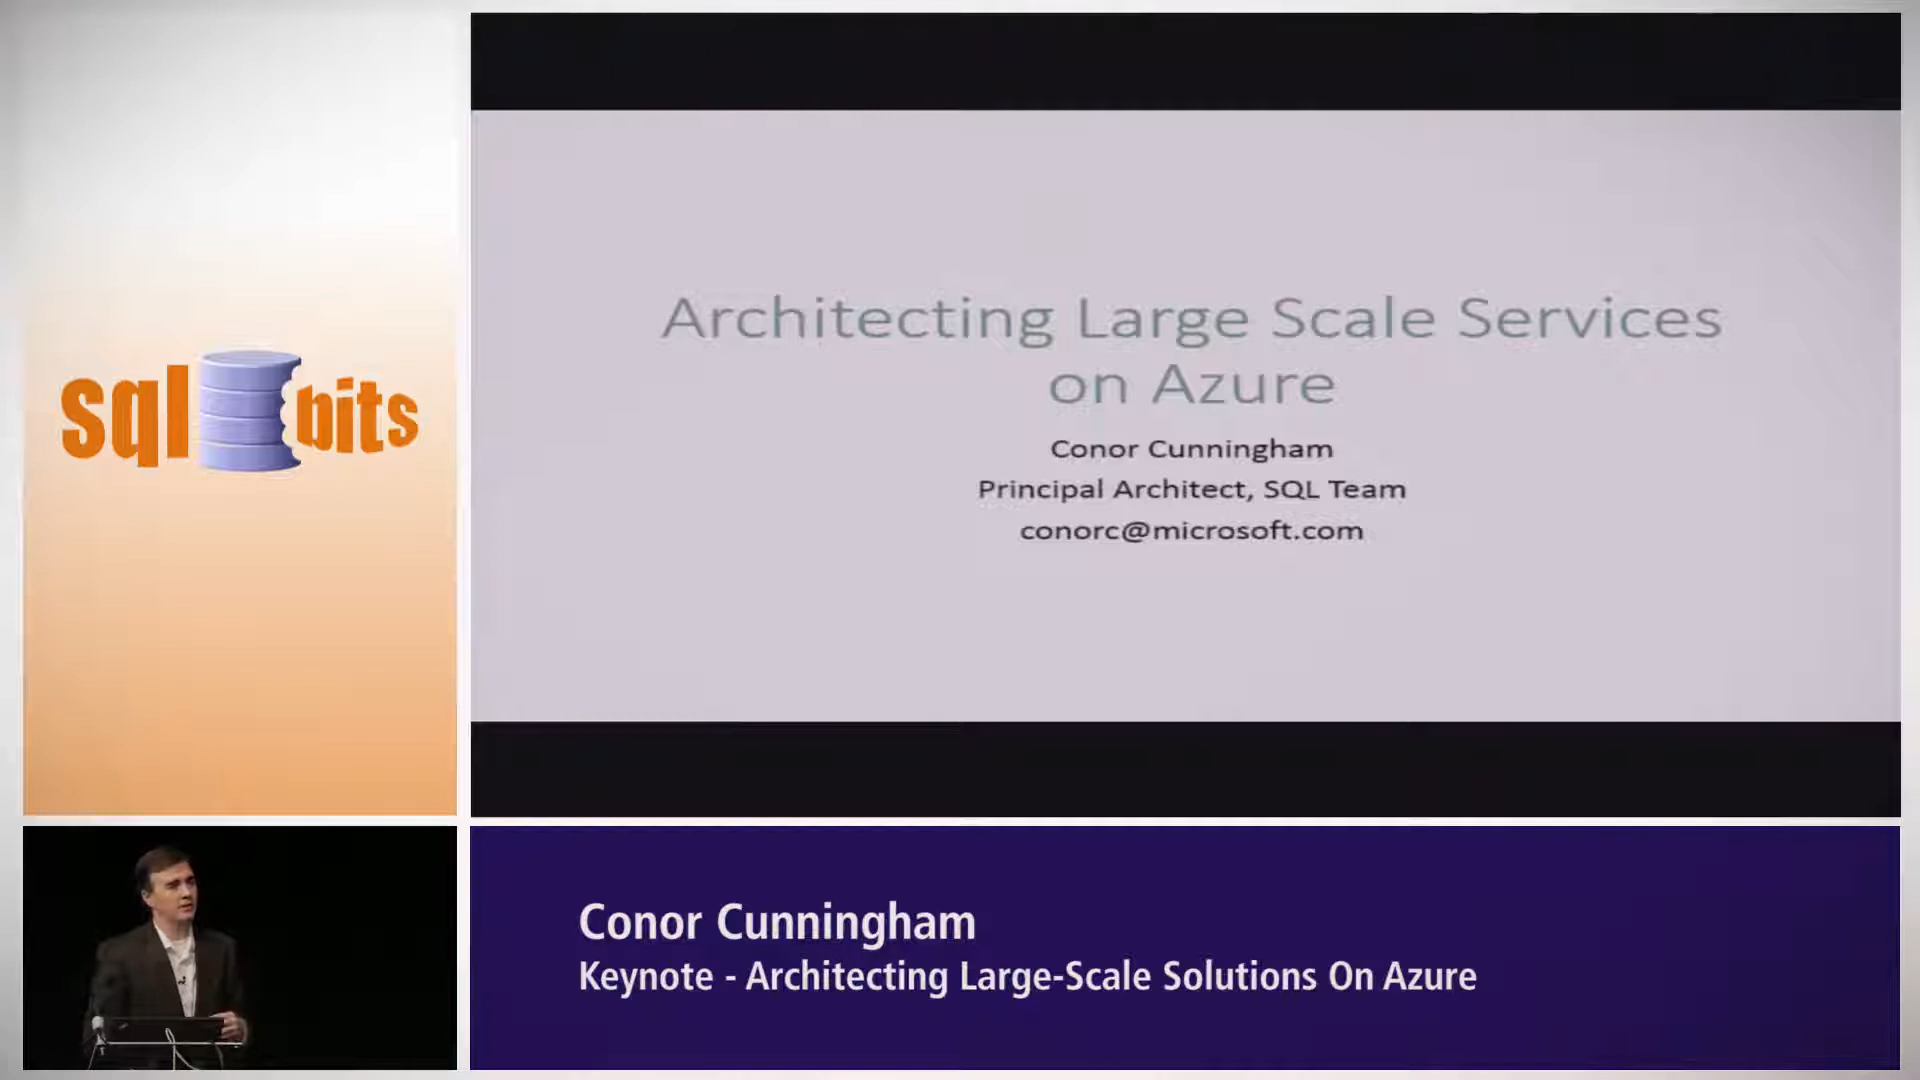 sql bits
Architecting Large Scale Services
on Azure
Conor Cunningham
Principal Architect, SQL Team
conorc@microsoft.com
Conor Cunningham
Keynote - Architecting Large-Scale Solutions On Azure